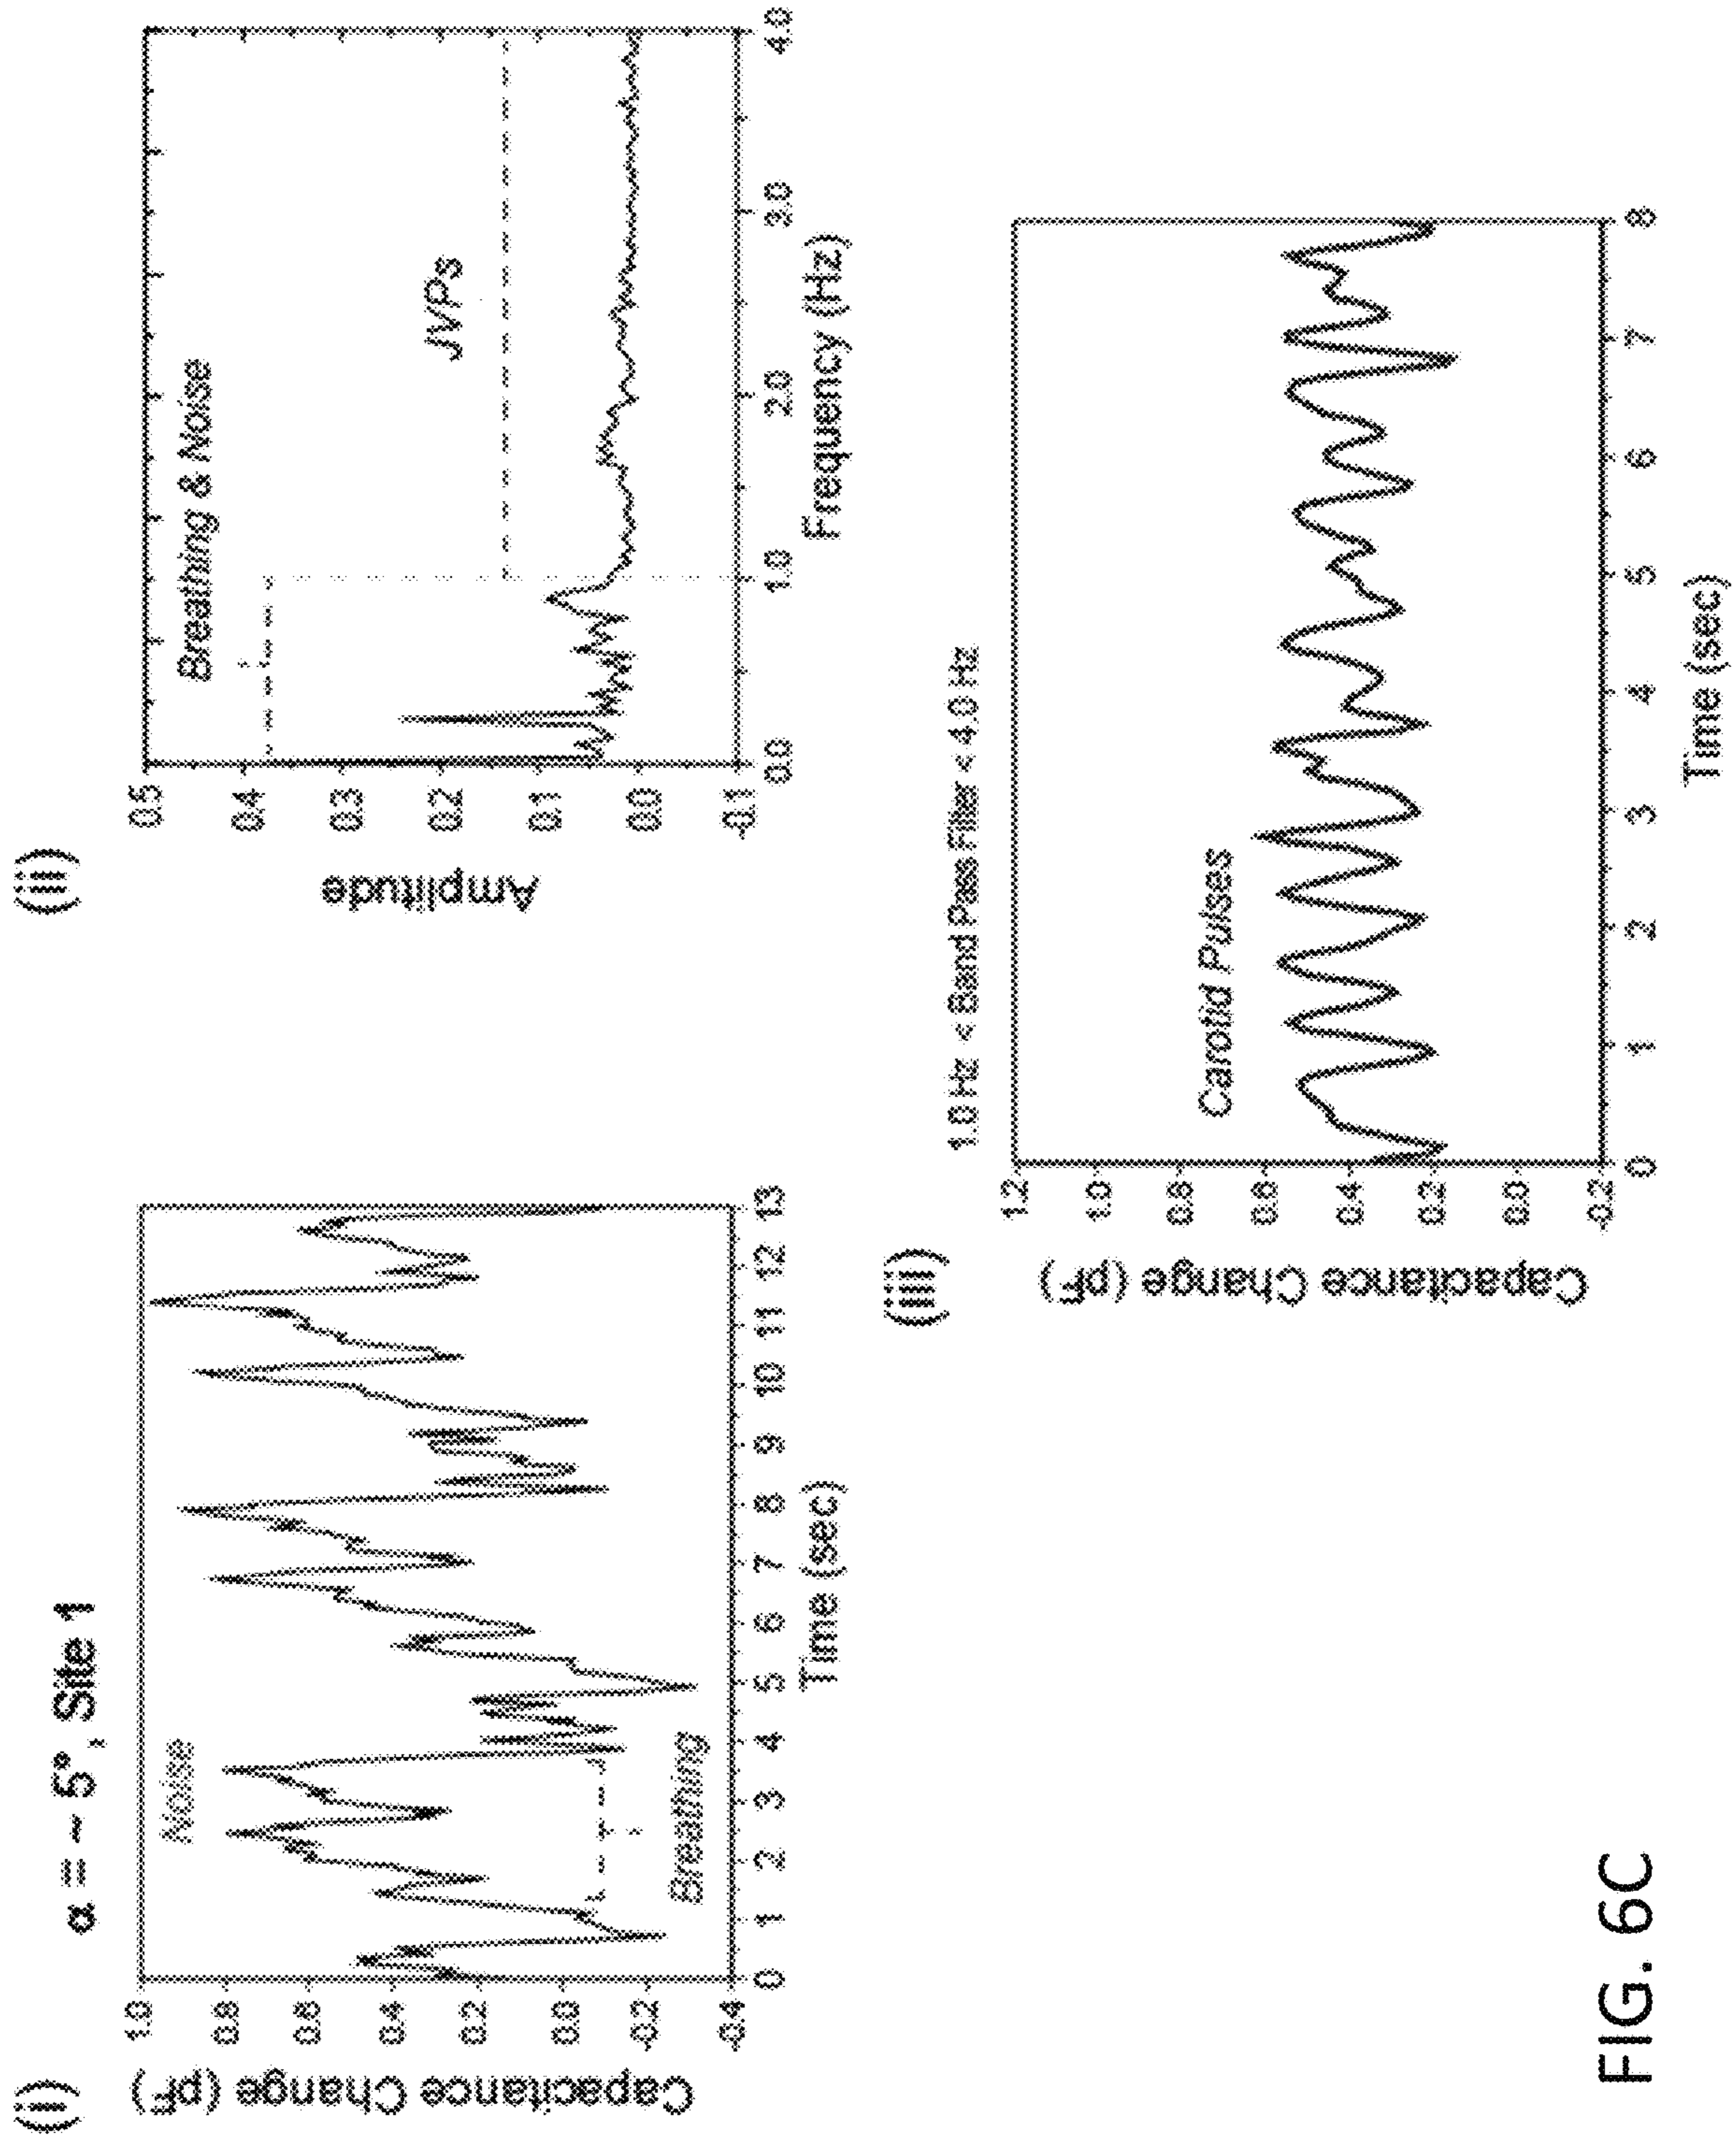 (i)
α = ~ 5°, Site 1
Capacitance Change (pF)
1.0
0.8
0.6
0.4
0.2
0.0
-0.2
-0.4
Noise
Breathing
0 1 2 3 4 5 6 7 8 9 10 11 12 13
Time (sec)
(ii)
Amplitude
0.5
0.4
0.3
0.2
0.1
0.0
-0.1
Breathing & Noise
JVPs
0.0 1.0 2.0 3.0 4.0
Frequency (Hz)
(iii)
1.0 Hz < Band Pass Filter < 4.0 Hz
Capacitance Change (pF)
1.2
1.0
0.8
0.6
0.4
0.2
0.0
-0.2
Carotid Pulses
0 1 2 3 4 5 6 7 8
Time (sec)
FIG. 6C